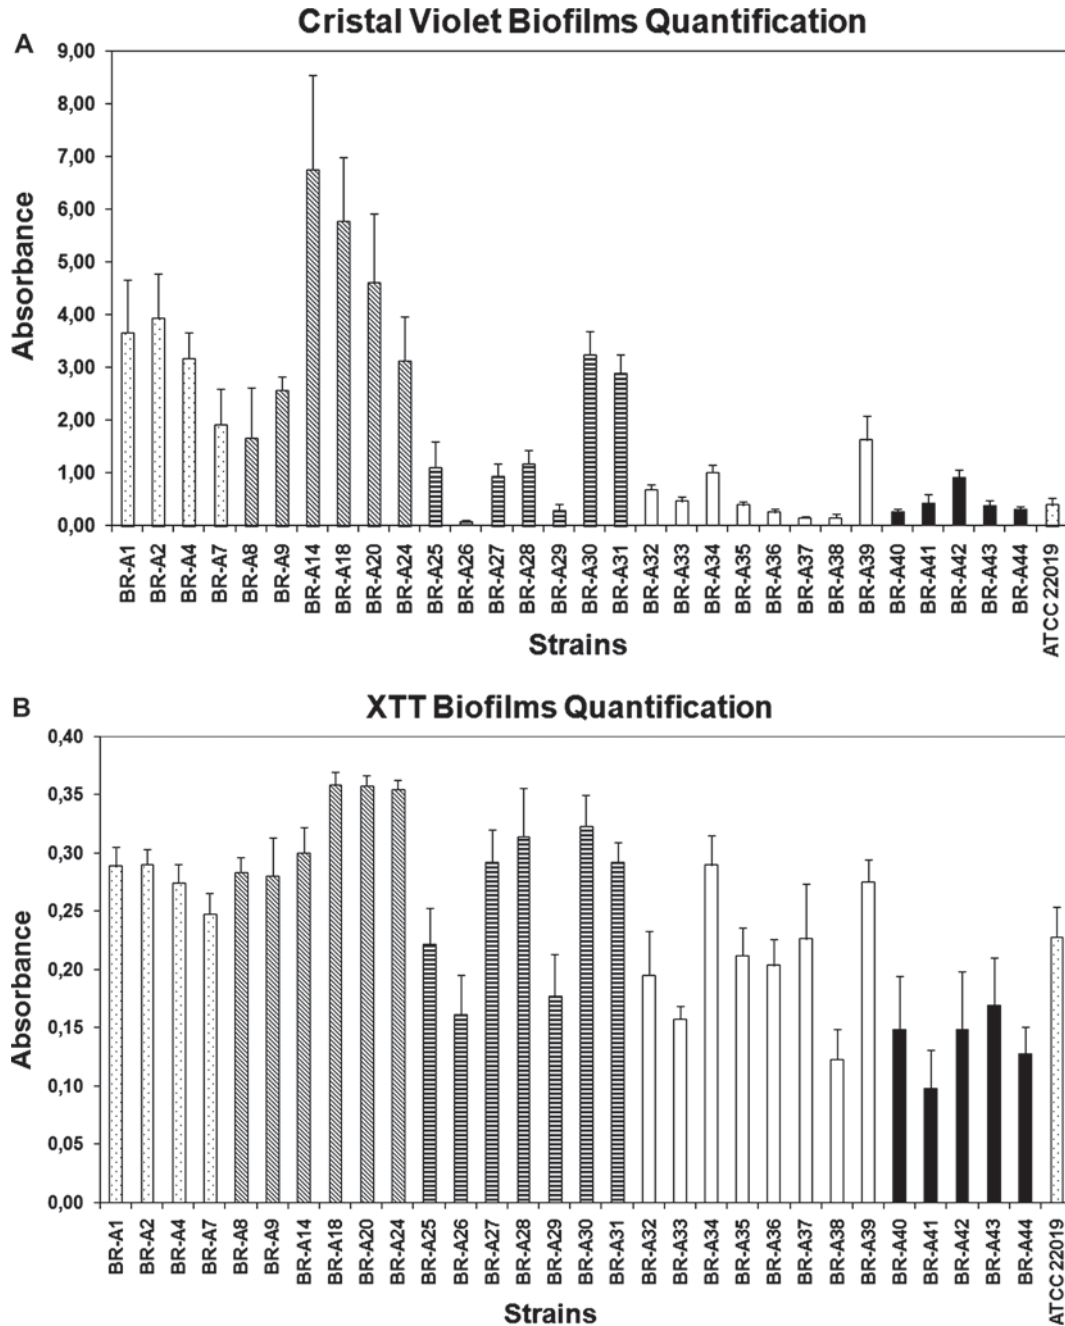 Cristal Violet Biofilms Quantification
A
9,00
8,00
7,00
6,00
5,00
4,00
3,00
2,00
1,00
0,00
Absorbance
BR-A1
BR-A2
BR-A4
BR-A7
BR-A8
BR-A9
BR-A14
BR-A18
BR-A20
BR-A24
BR-A25
BR-A26
BR-A27
BR-A28
BR-A29
BR-A30
BR-A31
BR-A32
BR-A33
BR-A34
BR-A35
BR-A36
BR-A37
BR-A38
BR-A39
BR-A40
BR-A41
BR-A42
BR-A43
BR-A44
ATCC 22019
Strains
B
XTT Biofilms Quantification
0,40
0,35
0,30
0,25
0,20
0,15
0,10
0,05
0,00
Absorbance
BR-A1
BR-A2
BR-A4
BR-A7
BR-A8
BR-A9
BR-A14
BR-A18
BR-A20
BR-A24
BR-A25
BR-A26
BR-A27
BR-A28
BR-A29
BR-A30
BR-A31
BR-A32
BR-A33
BR-A34
BR-A35
BR-A36
BR-A37
BR-A38
BR-A39
BR-A40
BR-A41
BR-A42
BR-A43
BR-A44
ATCC 22019
Strains